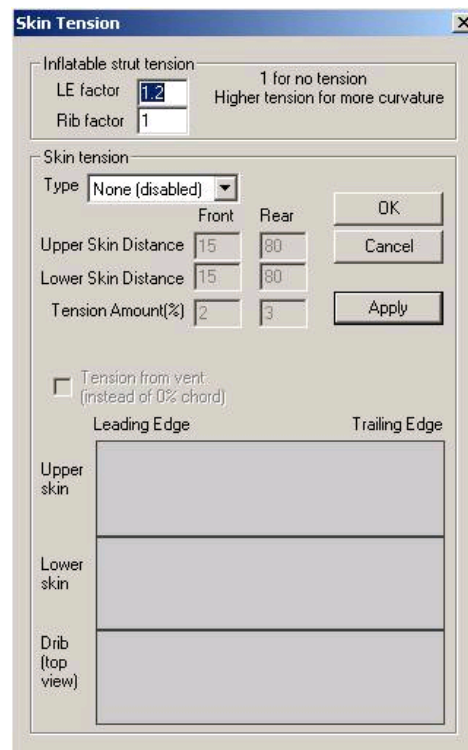 Skin Tension
Inflatable strut tension
LE factor 1.2
1 for no tension
Higher tension for more curvature
Rib factor 1
Skin tension
Type None (disabled)
Front Rear
OK
Upper Skin Distance 15 80
Cancel
Lower Skin Distance 15 80
Tension Amount(%) 2 3
Apply
Tension from vent
(instead of 0% chord)
Leading Edge Trailing Edge
Upper
skin
Lower
skin
Drib
(top
view)